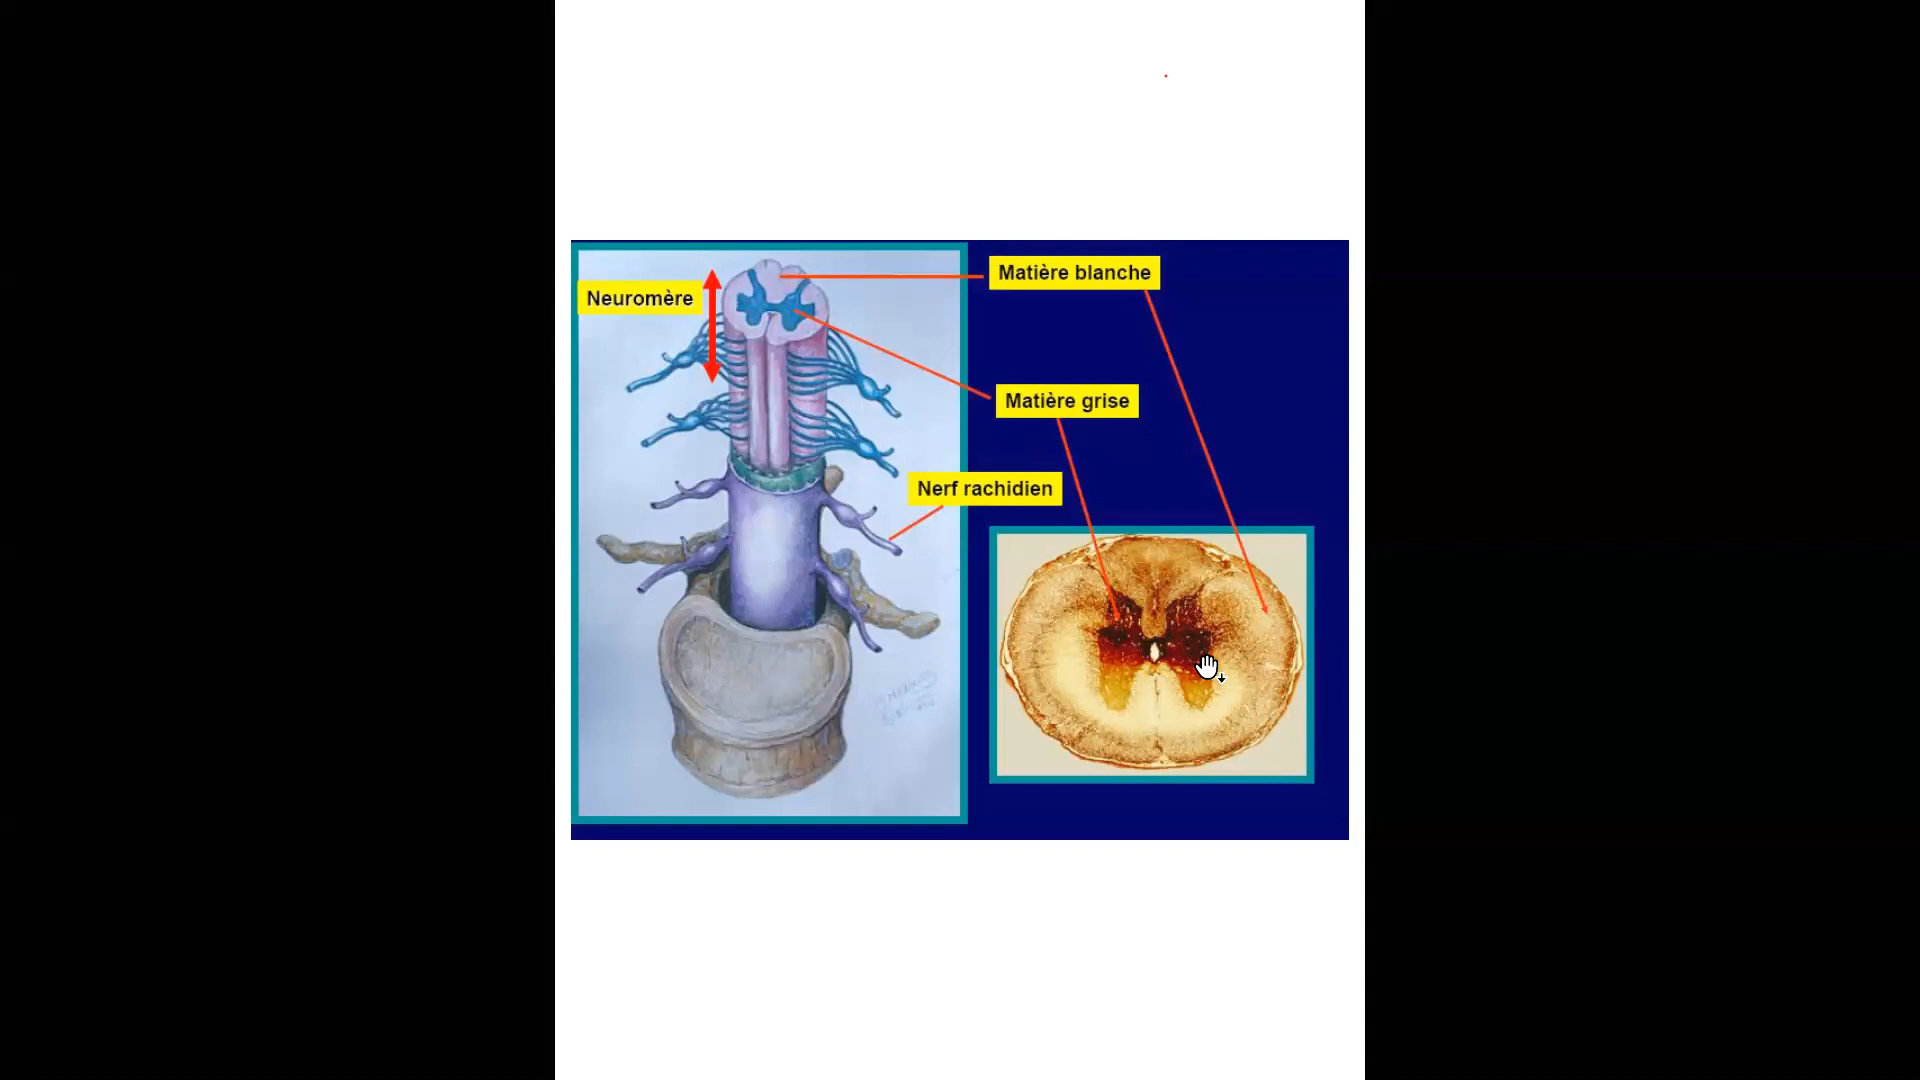 Matière blanche
Neuromère
Matière grise
Nerf rachidien